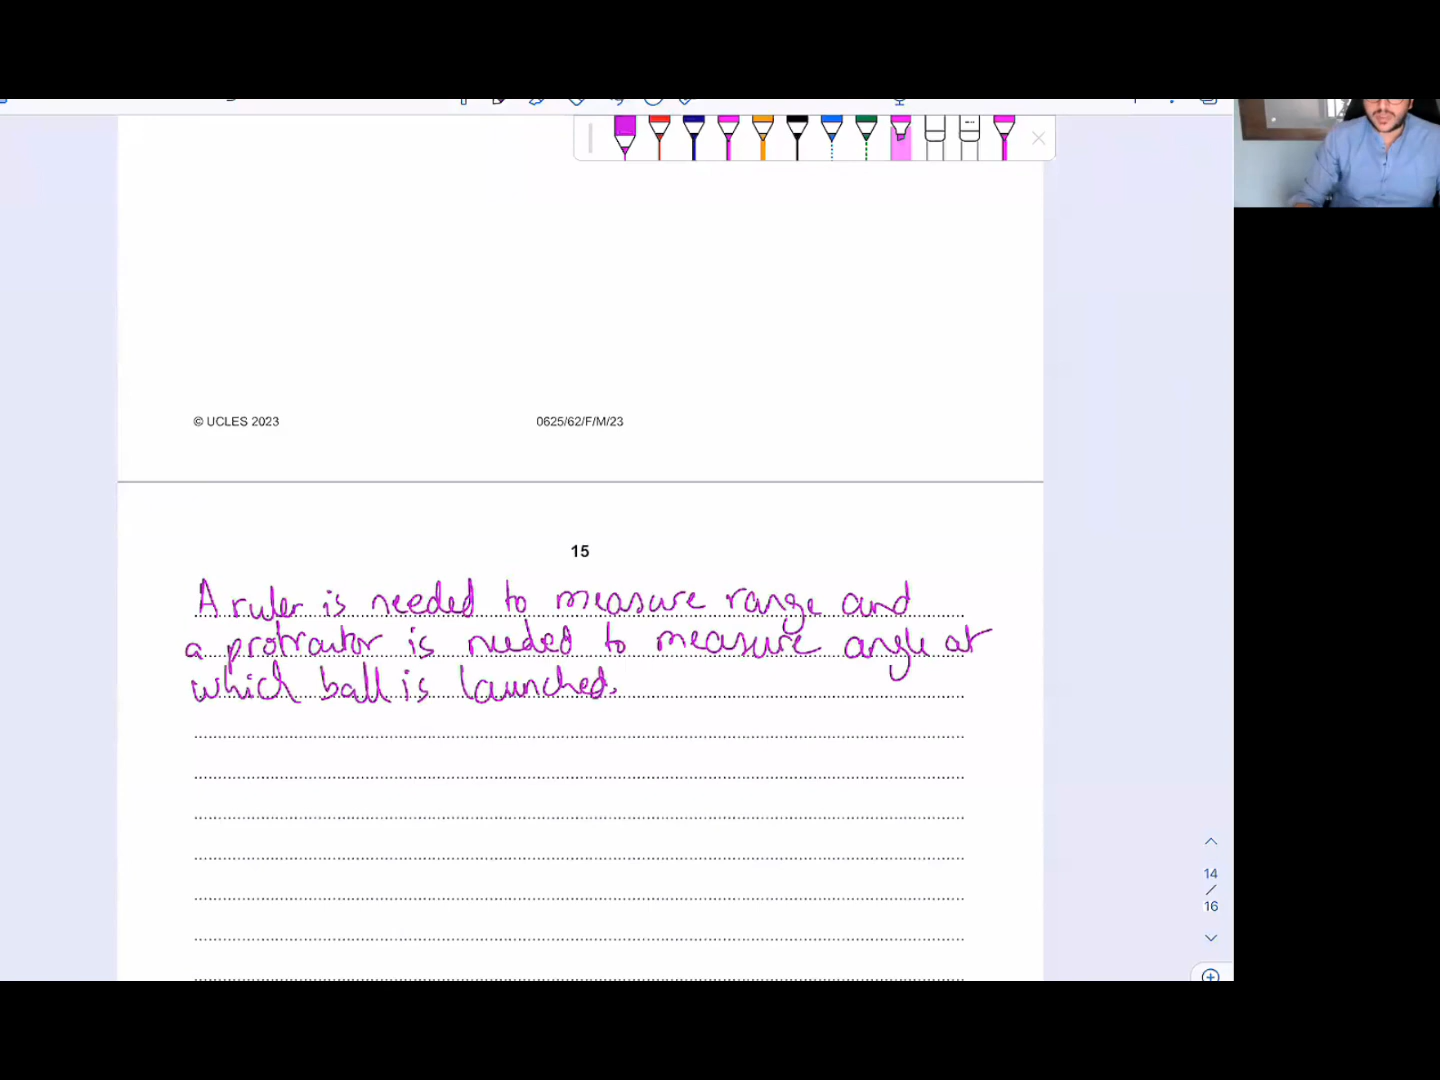 © UCLES 2023
0625/62/F/M/23
15
A ruler is needed to measure range and
a protractor is needed to measure angle at
which ball is launched.
14
/
16